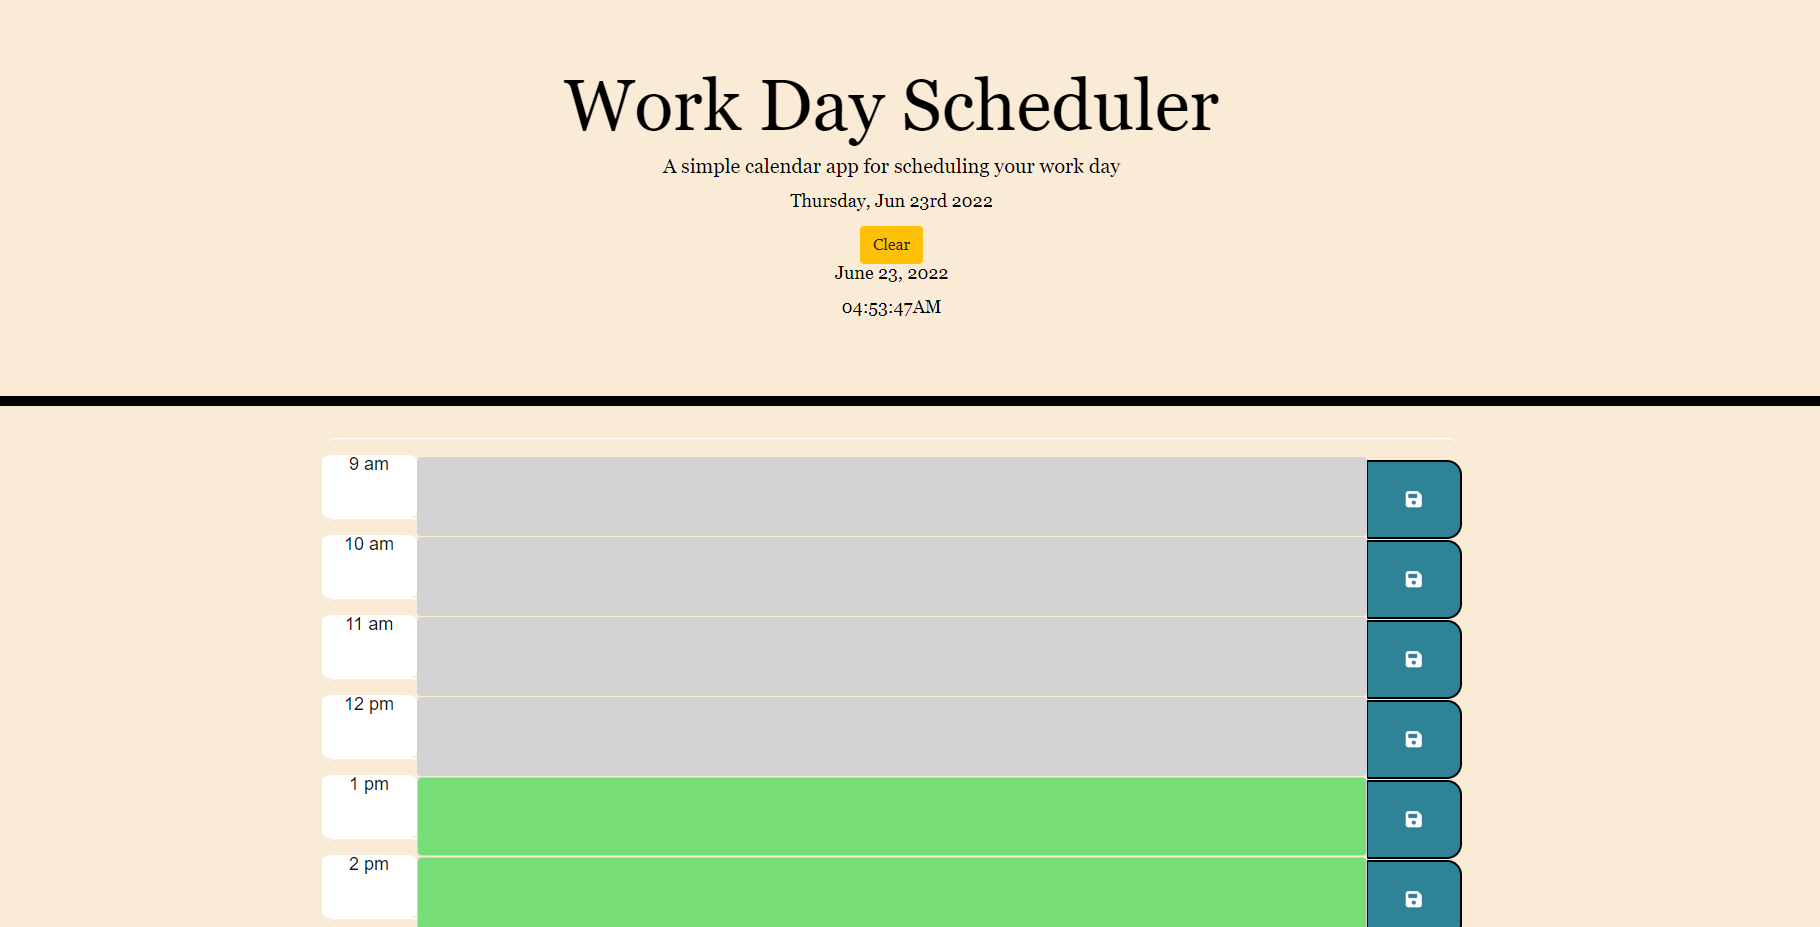 Work Day Scheduler
A simple calendar app for scheduling your work day
Thursday, Jun 23rd 2022
Clear
June 23, 2022
04:53:47AM
9 am
10 am
11 am
12 pm
1 pm
2 pm